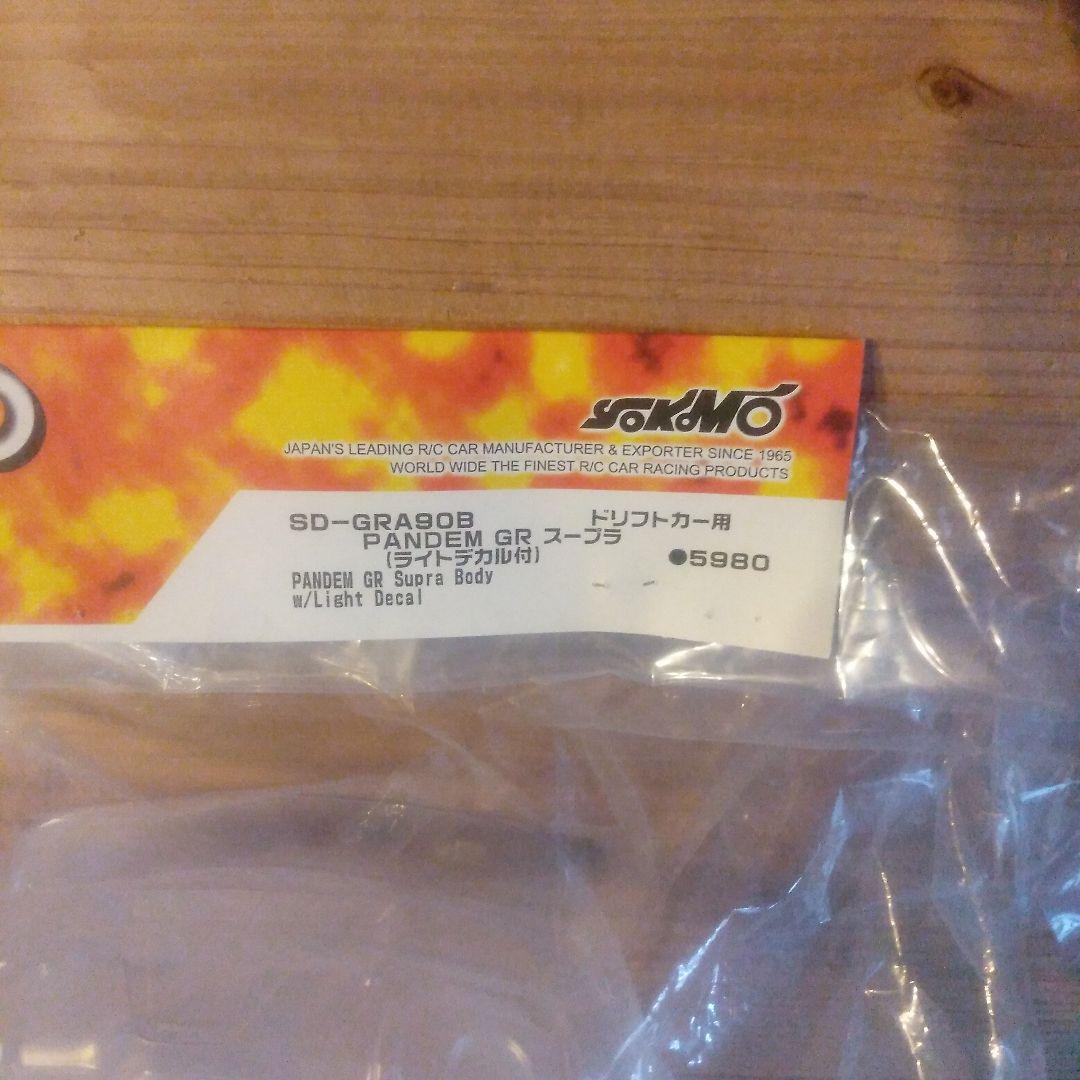 YOKOMO
JAPAN'S LEADING R/C CAR MANUFACTURER & EXPORTER SINCE 1965
WORLD WIDE THE FINEST R/C CAR RACING PRODUCTS
SD-GRA90B ドリフトカー用
PANDEM GR スープラ
(ライトデカル付) ●5980
PANDEM GR Supra Body
w/Light Decal